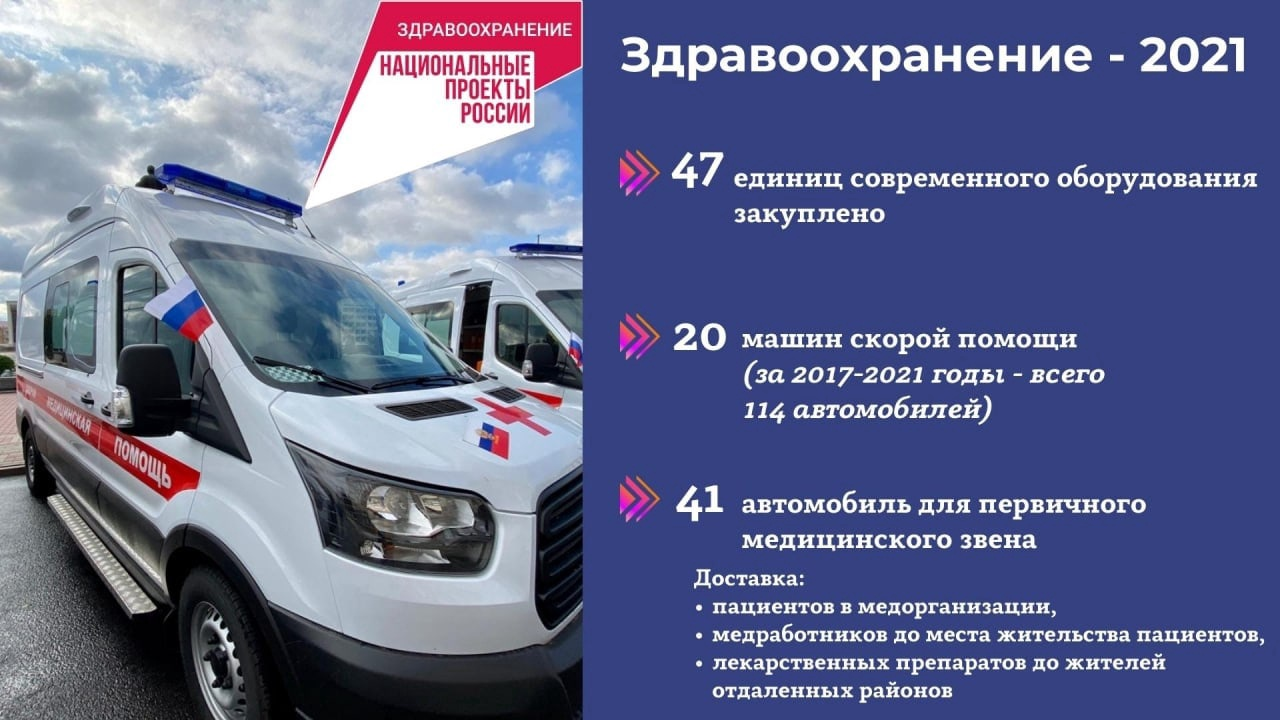 ЗДРАВООХРАНЕНИЕ
НАЦИОНАЛЬНЫЕ
ПРОЕКТЫ
РОССИИ
МЕДИЦИНСКАЯ ПОМОЩЬ
Здравоохранение - 2021
47 единиц современного оборудования
закуплено
20 машин скорой помощи
(за 2017-2021 годы - всего
114 автомобилей)
41 автомобиль для первичного
медицинского звена
Доставка:
• пациентов в медорганизации,
• медработников до места жительства пациентов,
• лекарственных препаратов до жителей
отдаленных районов